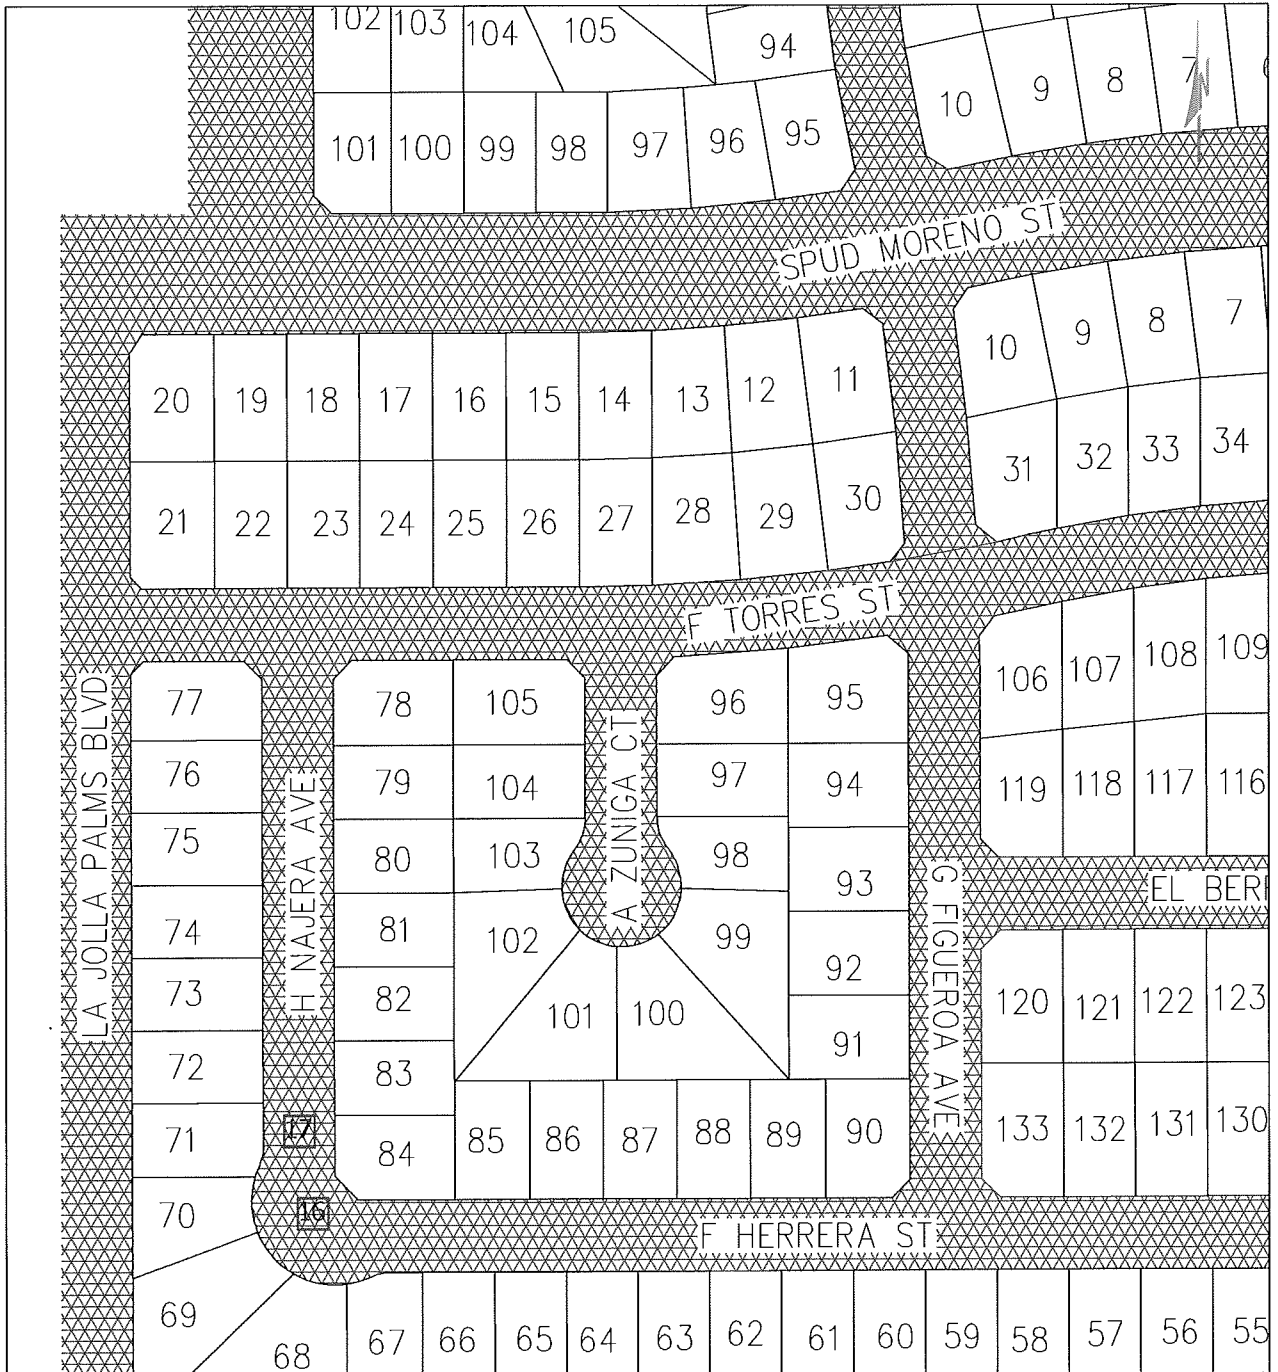 102 103 104 105 94
10 9 8 7
101 100 99 98 97 96 95
SPUD MORENO ST
20 19 18 17 16 15 14 13 12 11
10 9 8 7
21 22 23 24 25 26 27 28 29 30
31 32 33 34
F TORRES ST
77 78 105 96 95
106 107 108 109
76 79 104 97 94
119 118 117 116
75 80 103 98 93
LA JOLLA PALMS BLVD
H NAJERA AVE
A ZUNIGA CT
G FIGUEROA AVE
EL BERR
74 81 102 99 92
73 82 101 100 91
120 121 122 123
72 83
71 17 84 85 86 87 88 89 90
133 132 131 130
70 16
F HERRERA ST
69 68 67 66 65 64 63 62 61 60 59 58 57 56 55